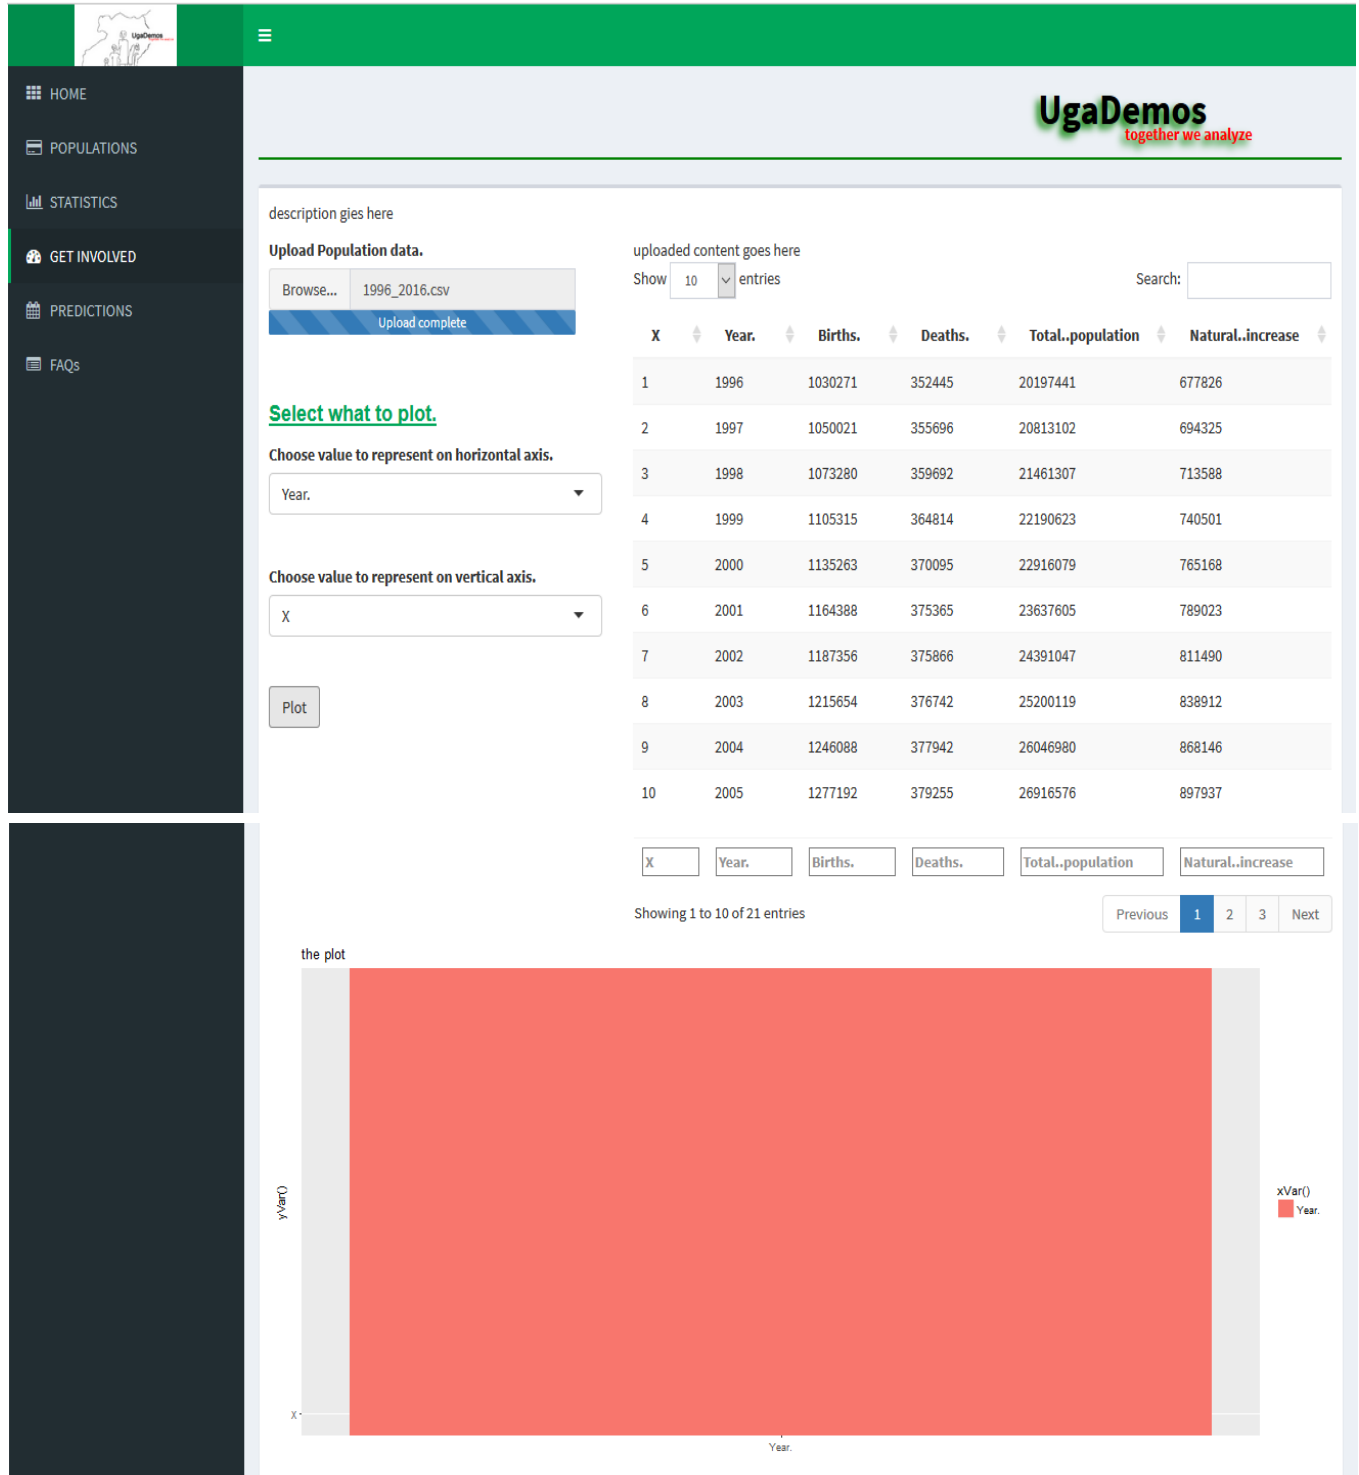 UgaDemos
HOME
POPULATIONS
STATISTICS
GET INVOLVED
PREDICTIONS
FAQs
UgaDemos
together we analyze
description gies here
Upload Population data.
Browse... 1996_2016.csv
Upload complete
Select what to plot.
Choose value to represent on horizontal axis.
Year.
Choose value to represent on vertical axis.
X
Plot
uploaded content goes here
Show 10 entries Search:
X Year. Births. Deaths. Total..population Natural..increase
1 1996 1030271 352445 20197441 677826
2 1997 1050021 355696 20813102 694325
3 1998 1073280 359692 21461307 713588
4 1999 1105315 364814 22190623 740501
5 2000 1135263 370095 22916079 765168
6 2001 1164388 375365 23637605 789023
7 2002 1187356 375866 24391047 811490
8 2003 1215654 376742 25200119 838912
9 2004 1246088 377942 26046980 868146
10 2005 1277192 379255 26916576 897937
X Year. Births. Deaths. Total..population Natural..increase
Showing 1 to 10 of 21 entries Previous 1 2 3 Next
the plot
yVar()
X
Year.
xVar()
Year.